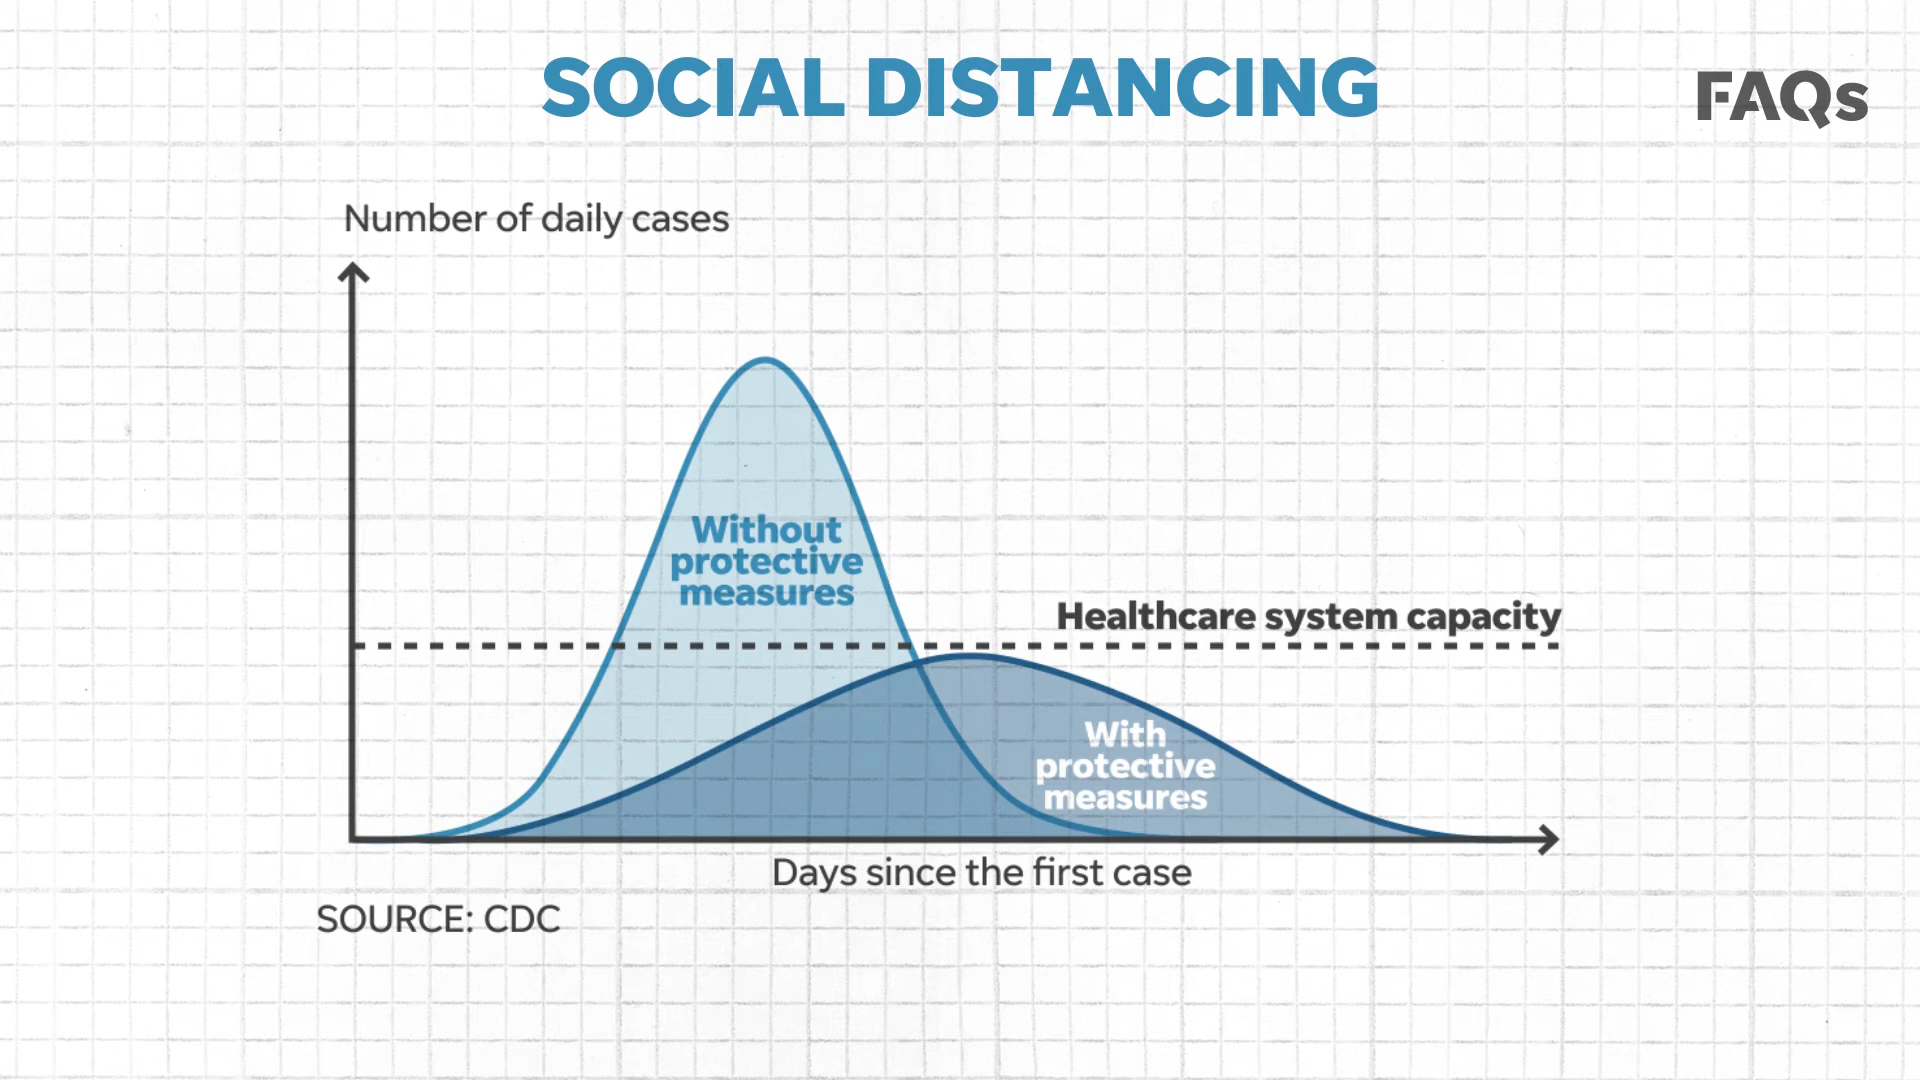 SOCIAL DISTANCING
FAQs
Number of daily cases
Without
protective
measures
Healthcare system capacity
With
protective
measures
Days since the first case
SOURCE: CDC